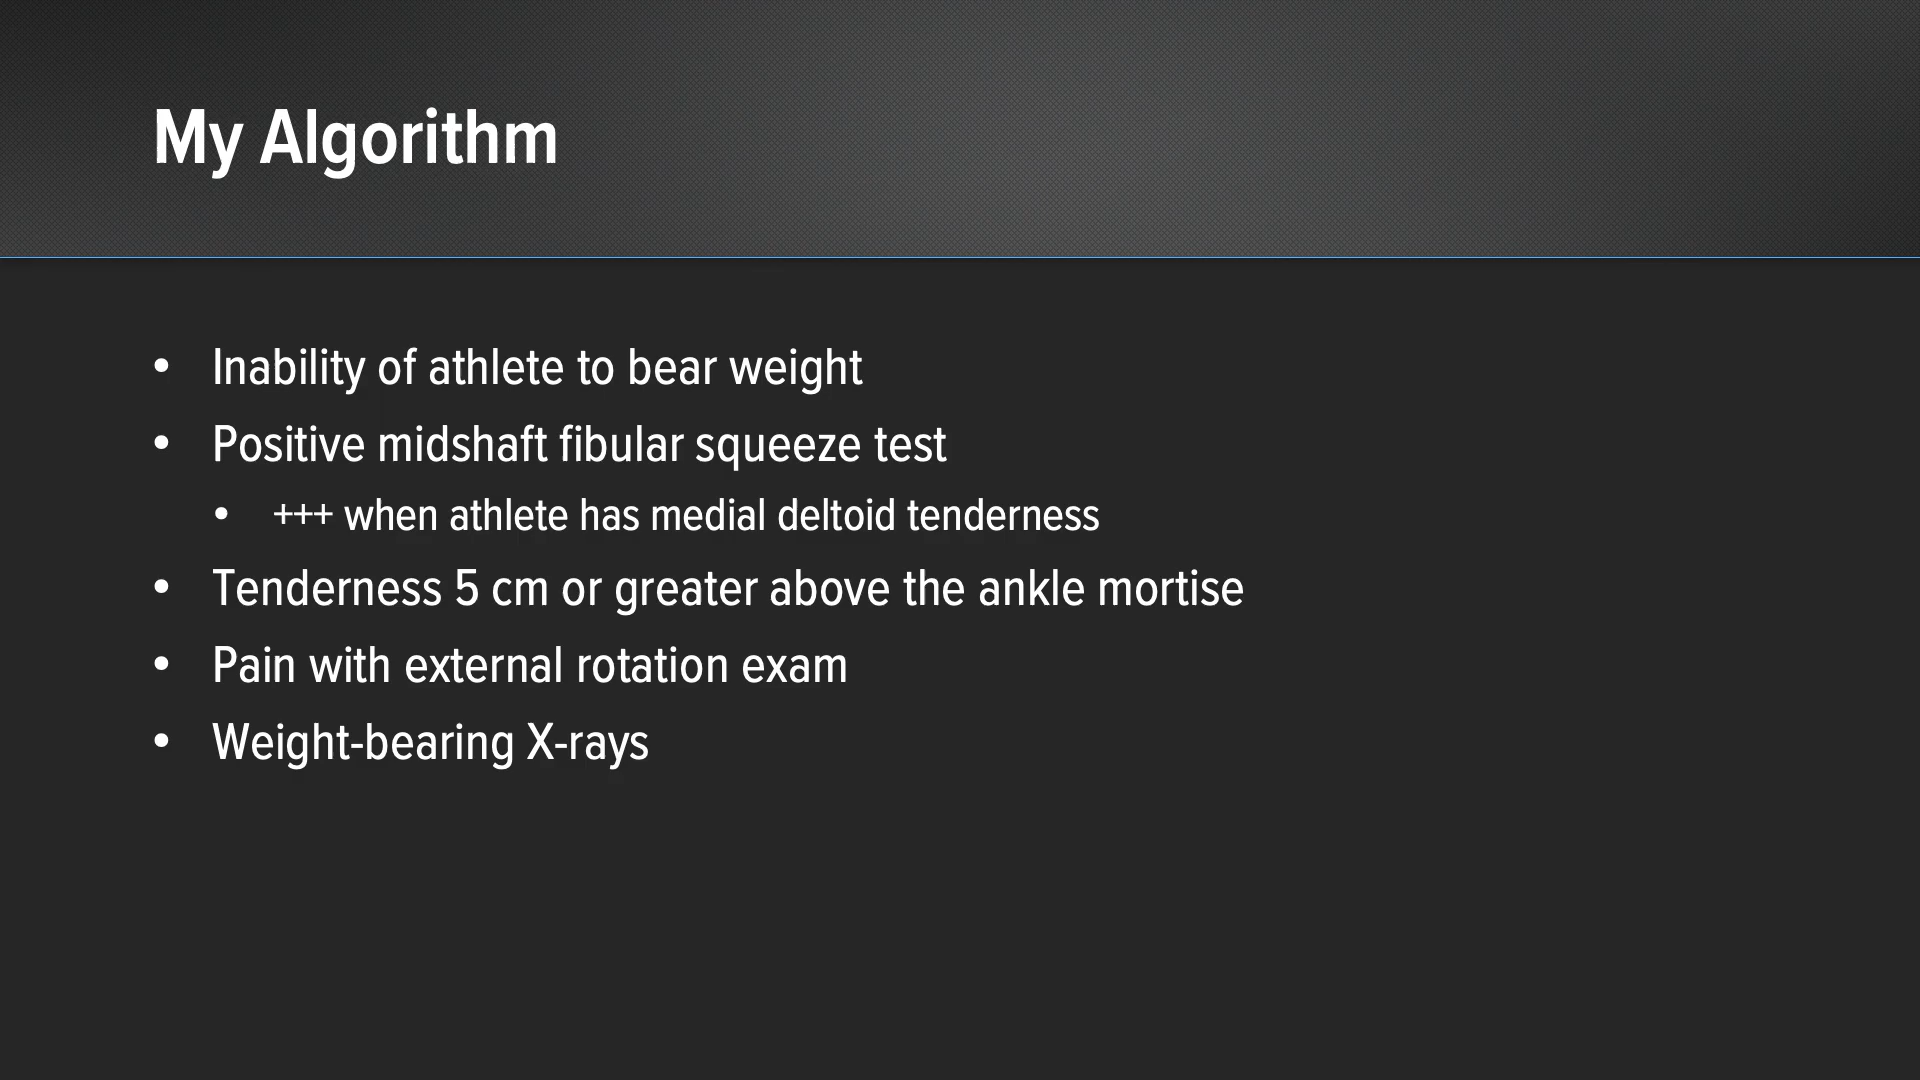 My Algorithm
• Inability of athlete to bear weight
• Positive midshaft fibular squeeze test
• +++ when athlete has medial deltoid tenderness
• Tenderness 5 cm or greater above the ankle mortise
• Pain with external rotation exam
• Weight-bearing X-rays